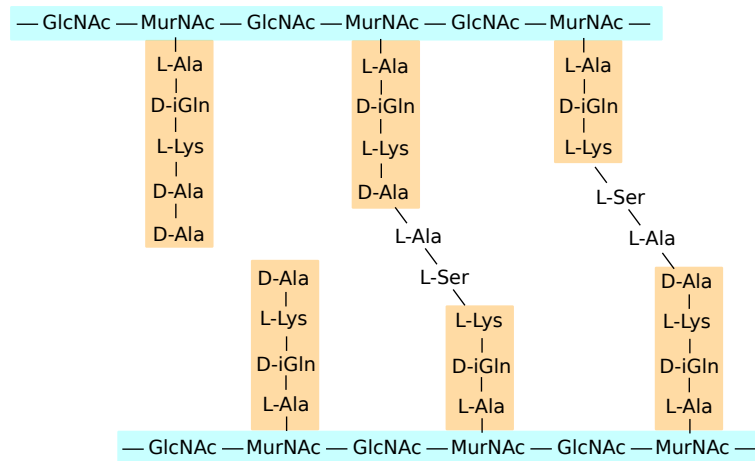 — GlcNAc — MurNAc — GlcNAc — MurNAc — GlcNAc — MurNAc —
L-Ala L-Ala L-Ala
D-iGln D-iGln D-iGln
L-Lys L-Lys L-Lys
D-Ala D-Ala L-Ser
D-Ala L-Ala L-Ala
D-Ala L-Ser D-Ala
L-Lys L-Lys L-Lys
D-iGln D-iGln D-iGln
L-Ala L-Ala L-Ala
— GlcNAc — MurNAc — GlcNAc — MurNAc — GlcNAc — MurNAc —